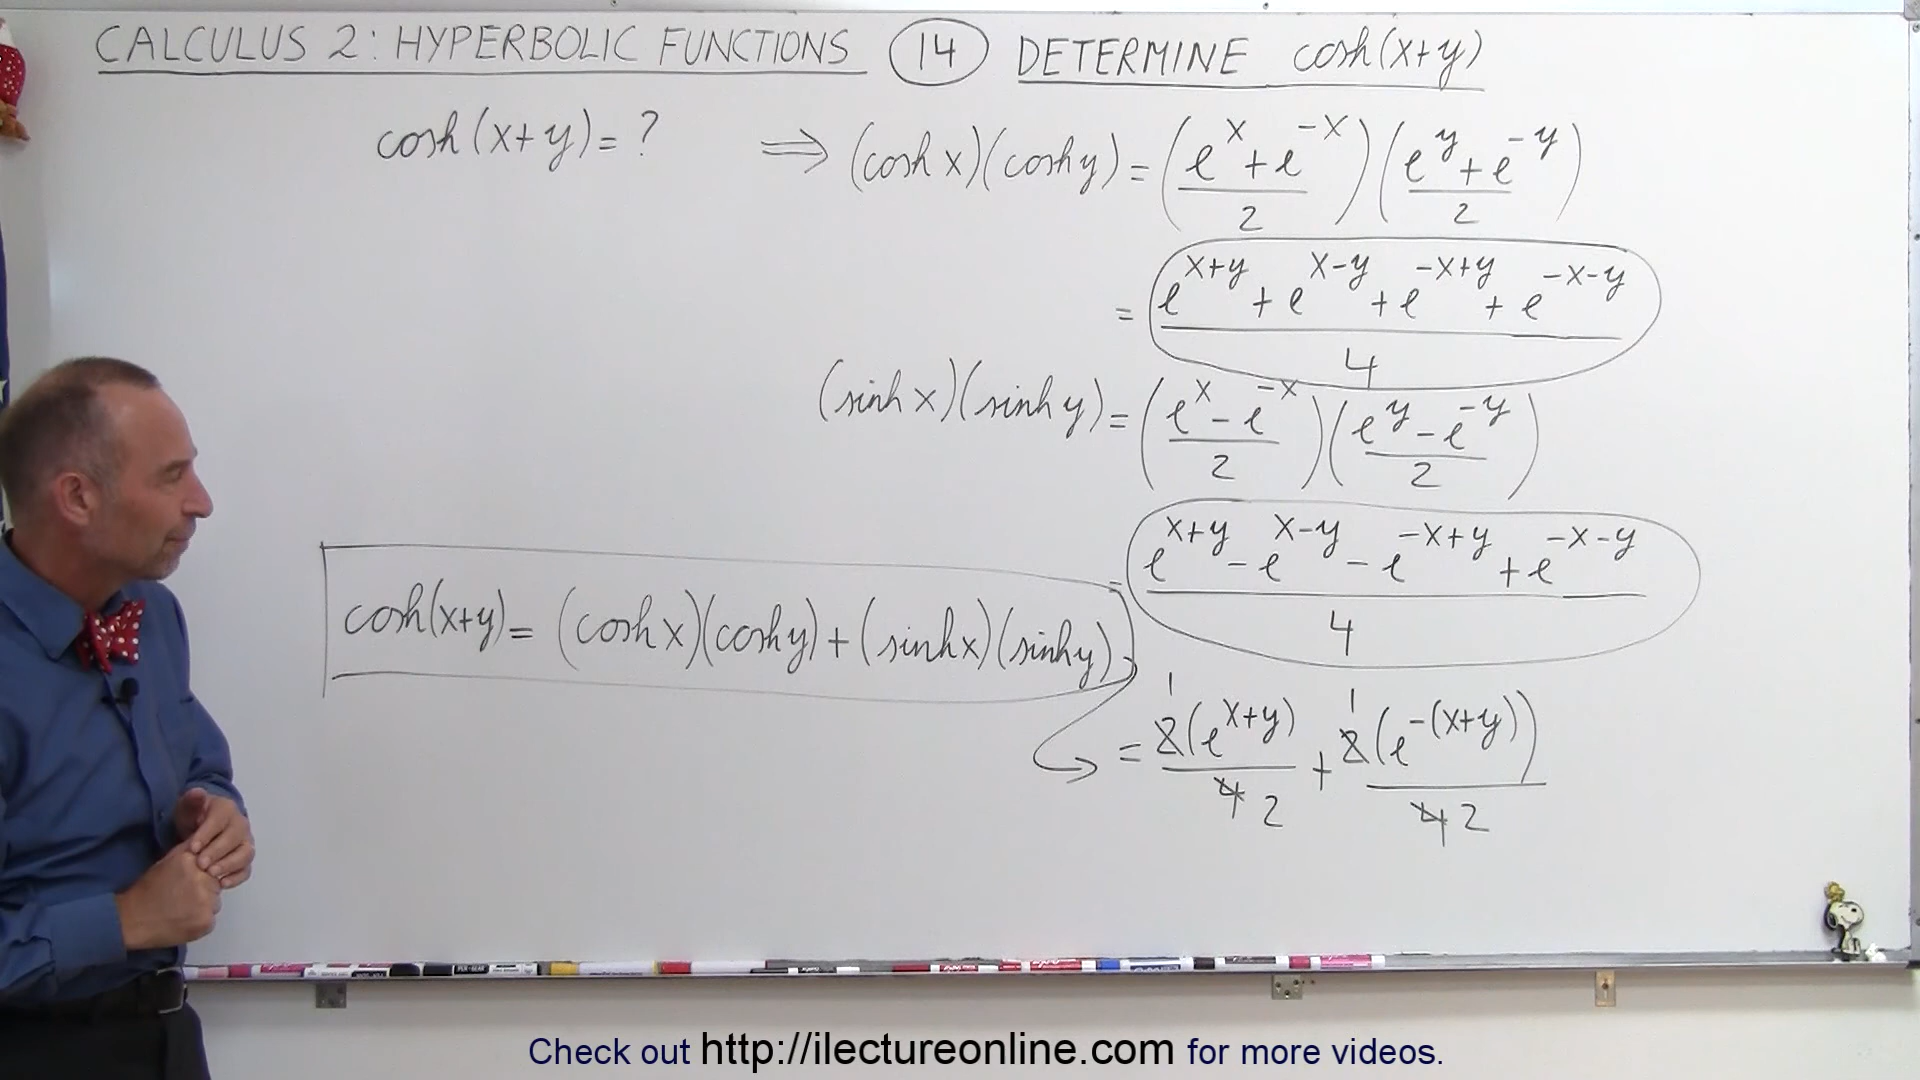 CALCULUS 2: HYPERBOLIC FUNCTIONS (14) DETERMINE cosh(x+y)
cosh(x+y)=? ⇒ (cosh x)(cosh y) = ((e^x + e^-x)/2)((e^y + e^-y)/2)
= (e^x+y + e^x-y + e^-x+y + e^-x-y)/4
(sinh x)(sinh y) = ((e^x - e^-x)/2)((e^y - e^-y)/2)
= (e^x+y - e^x-y - e^-x+y + e^-x-y)/4
cosh(x+y) = (cosh x)(cosh y) + (sinh x)(sinh y)
= 1 2(e^x+y)/4 2 + 1 2(e^-(x+y))/4 2
Check out http://ilectureonline.com for more videos.